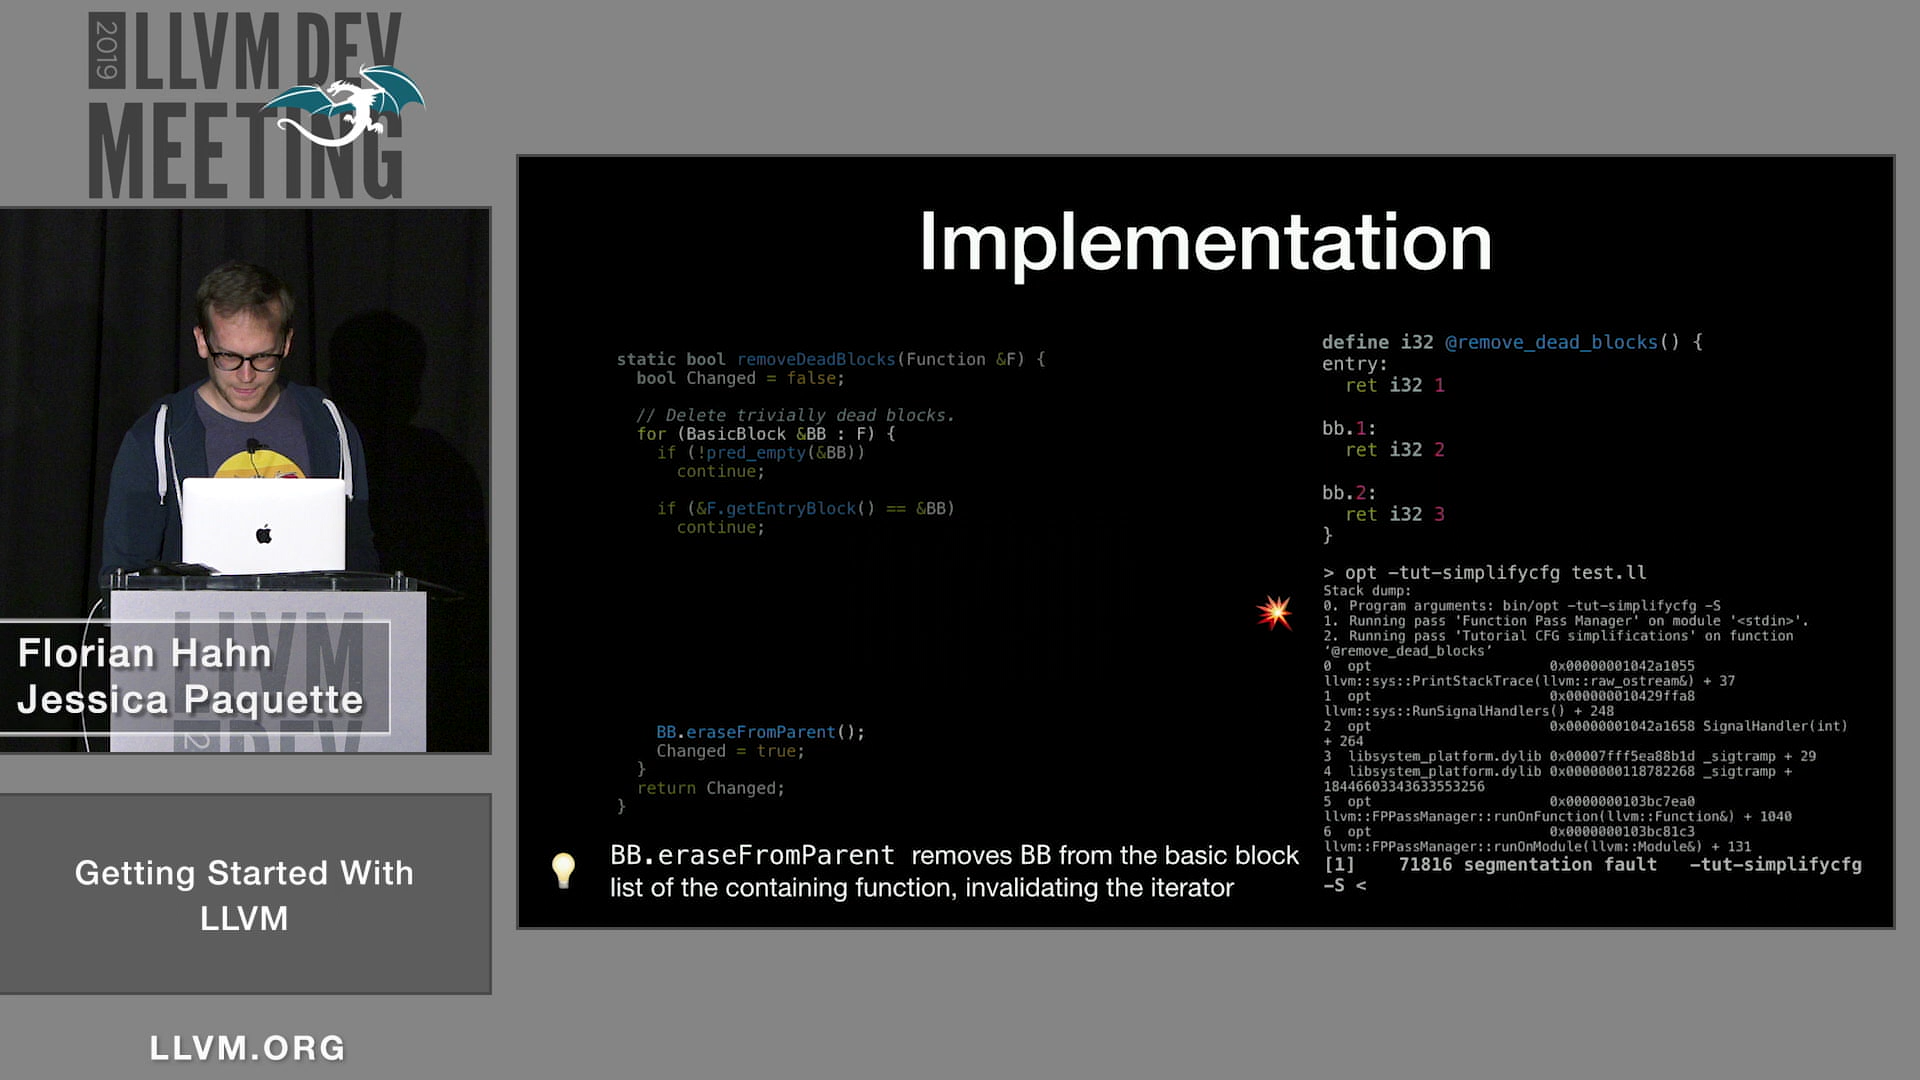 2019
LLVM DEV
MEETING
Florian Hahn
Jessica Paquette
Getting Started With
LLVM
LLVM.ORG
Implementation
static bool removeDeadBlocks(Function &F) {
bool Changed = false;
// Delete trivially dead blocks.
for (BasicBlock &BB : F) {
if (!pred_empty(&BB))
continue;
if (&F.getEntryBlock() == &BB)
continue;
BB.eraseFromParent();
Changed = true;
}
return Changed;
}
BB.eraseFromParent removes BB from the basic block
list of the containing function, invalidating the iterator
define i32 @remove_dead_blocks() {
entry:
ret i32 1
bb.1:
ret i32 2
bb.2:
ret i32 3
}
> opt -tut-simplifycfg test.ll
Stack dump:
0. Program arguments: bin/opt -tut-simplifycfg -S
1. Running pass 'Function Pass Manager' on module '<stdin>'.
2. Running pass 'Tutorial CFG simplifications' on function
‘@remove_dead_blocks’
0 opt 0x00000001042a1055
llvm::sys::PrintStackTrace(llvm::raw_ostream&) + 37
1 opt 0x000000010429ffa8
llvm::sys::RunSignalHandlers() + 248
2 opt 0x00000001042a1658 SignalHandler(int)
+ 264
3 libsystem_platform.dylib 0x00007fff5ea88b1d _sigtramp + 29
4 libsystem_platform.dylib 0x0000000118782268 _sigtramp +
18446603343633553256
5 opt 0x0000000103bc7ea0
llvm::FPPassManager::runOnFunction(llvm::Function&) + 1040
6 opt 0x0000000103bc81c3
llvm::FPPassManager::runOnModule(llvm::Module&) + 131
[1] 71816 segmentation fault -tut-simplifycfg
-S <